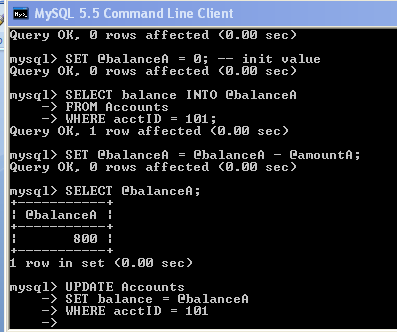 MySQL 5.5 Command Line Client
Query OK, 0 rows affected (0.00 sec)
mysql> SET @balanceA = 0; -- init value
Query OK, 0 rows affected (0.00 sec)
mysql> SELECT balance INTO @balanceA
    -> FROM Accounts
    -> WHERE acctID = 101;
Query OK, 1 row affected (0.00 sec)
mysql> SET @balanceA = @balanceA - @amountA;
Query OK, 0 rows affected (0.00 sec)
mysql> SELECT @balanceA;
+-----------+
| @balanceA |
+-----------+
|       800 |
+-----------+
1 row in set (0.00 sec)
mysql> UPDATE Accounts
    -> SET balance = @balanceA
    -> WHERE acctID = 101
    ->